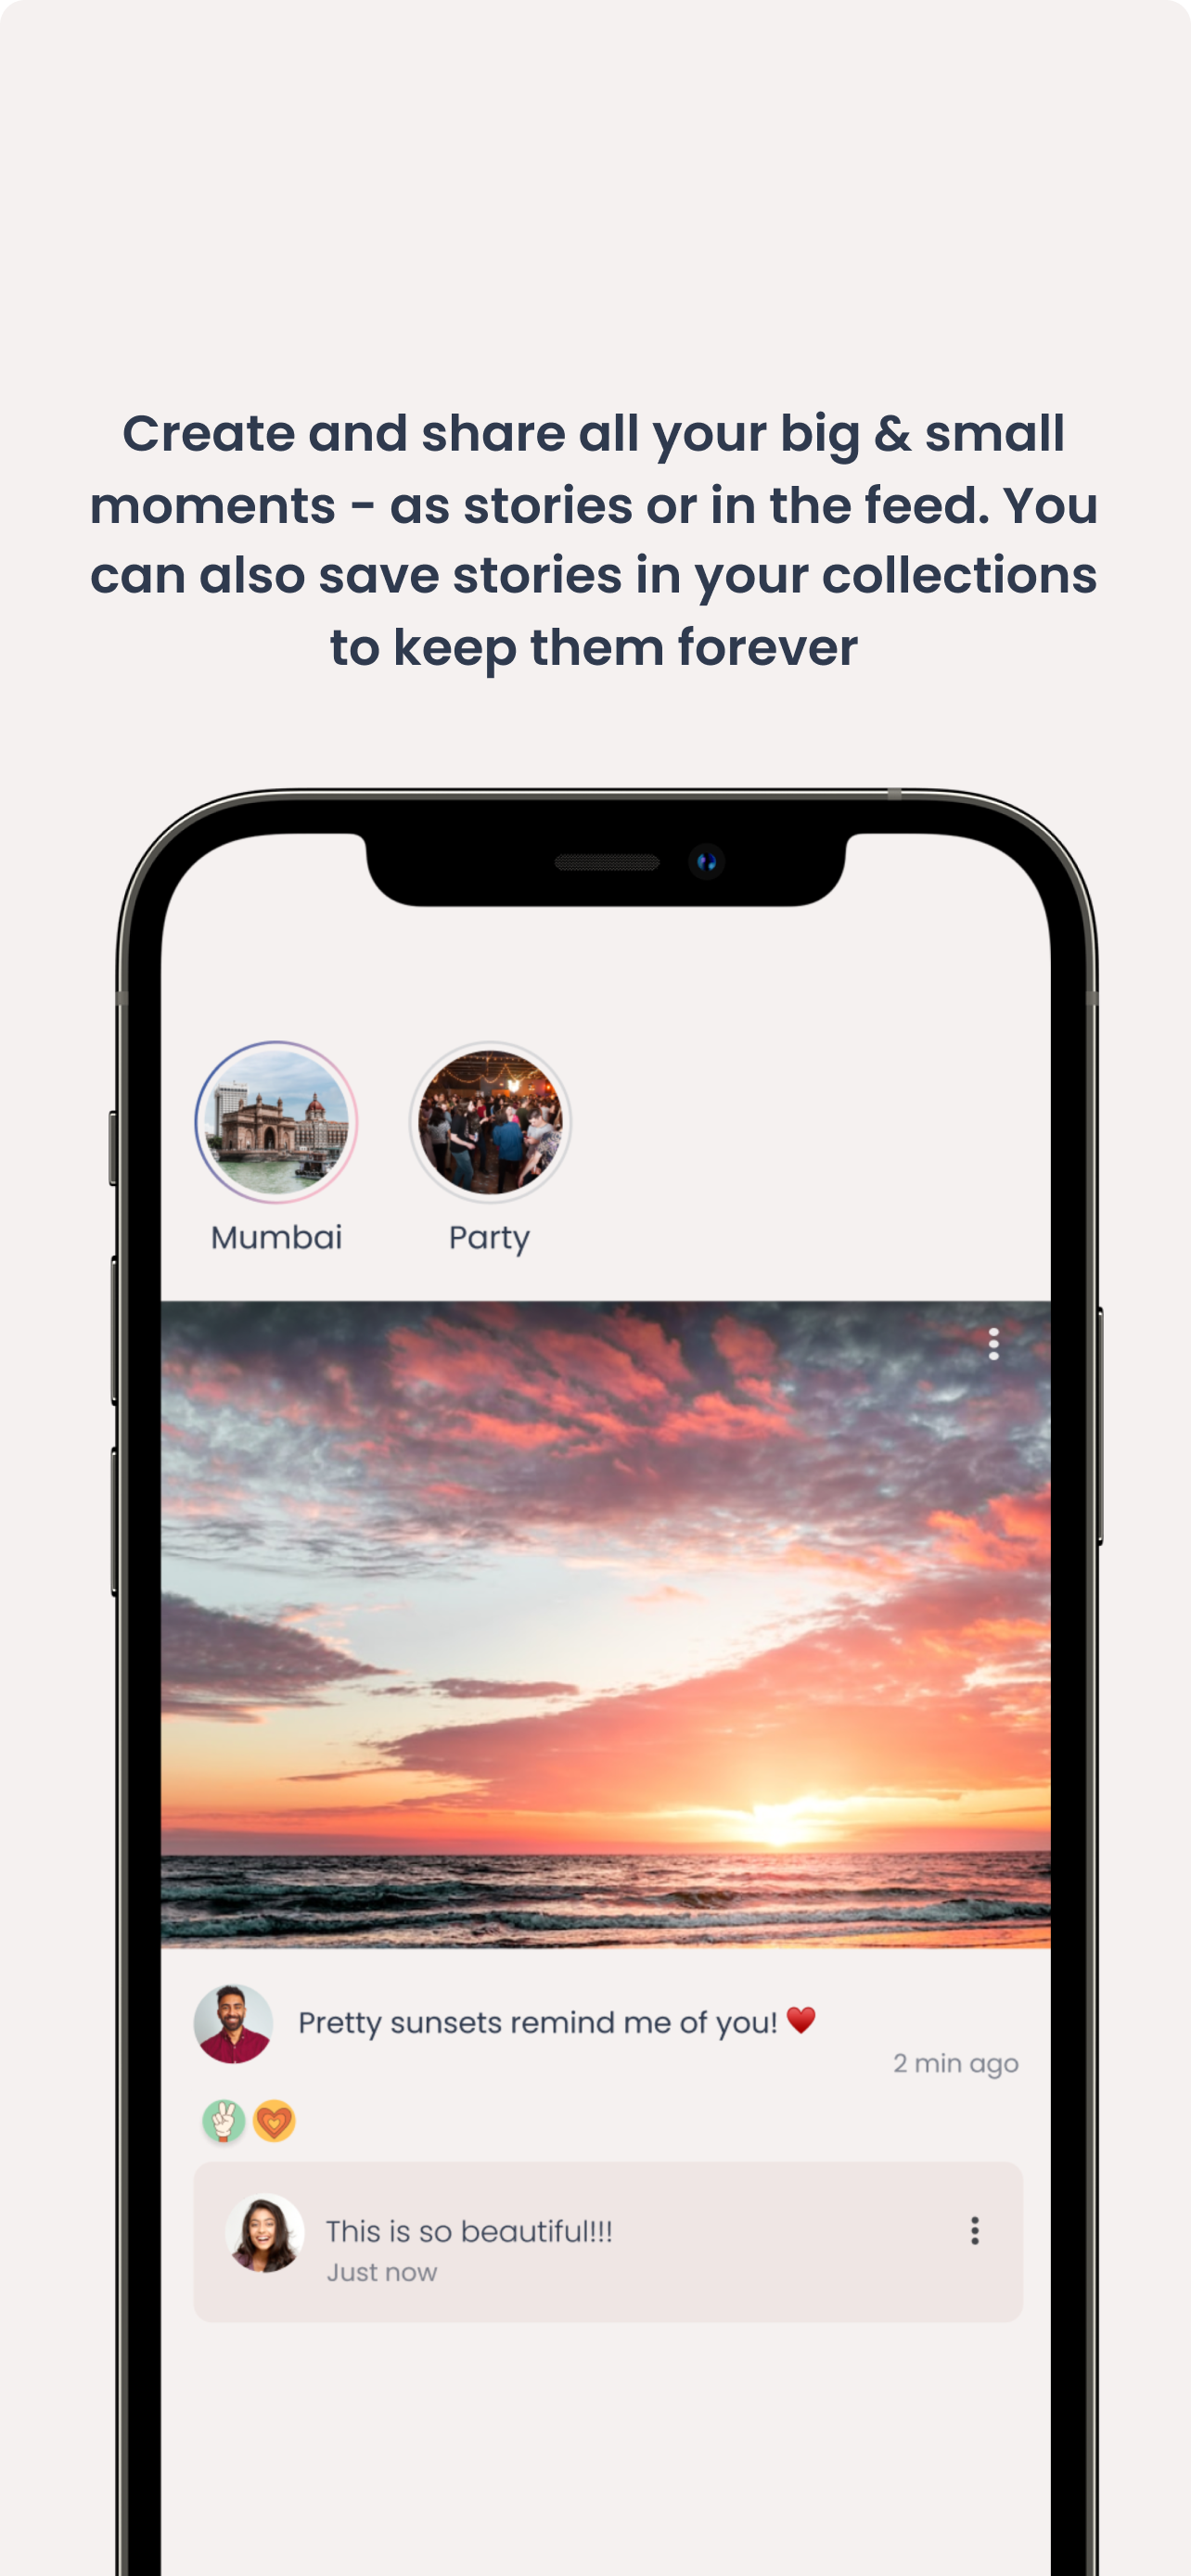 Create and share all your big & small
moments - as stories or in the feed. You
can also save stories in your collections
to keep them forever
Mumbai
Party
Pretty sunsets remind me of you! ❤️
2 min ago
This is so beautiful!!!
Just now